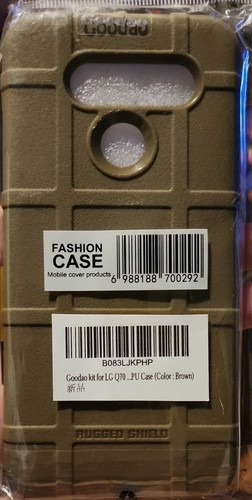 Goodao
FASHION
CASE
Mobile cover products
6 988188 700292
B083LJKPHP
Goodao kit for LG Q70 ...PU Case (Color : Brown)
新品
RUGGED SHIELD